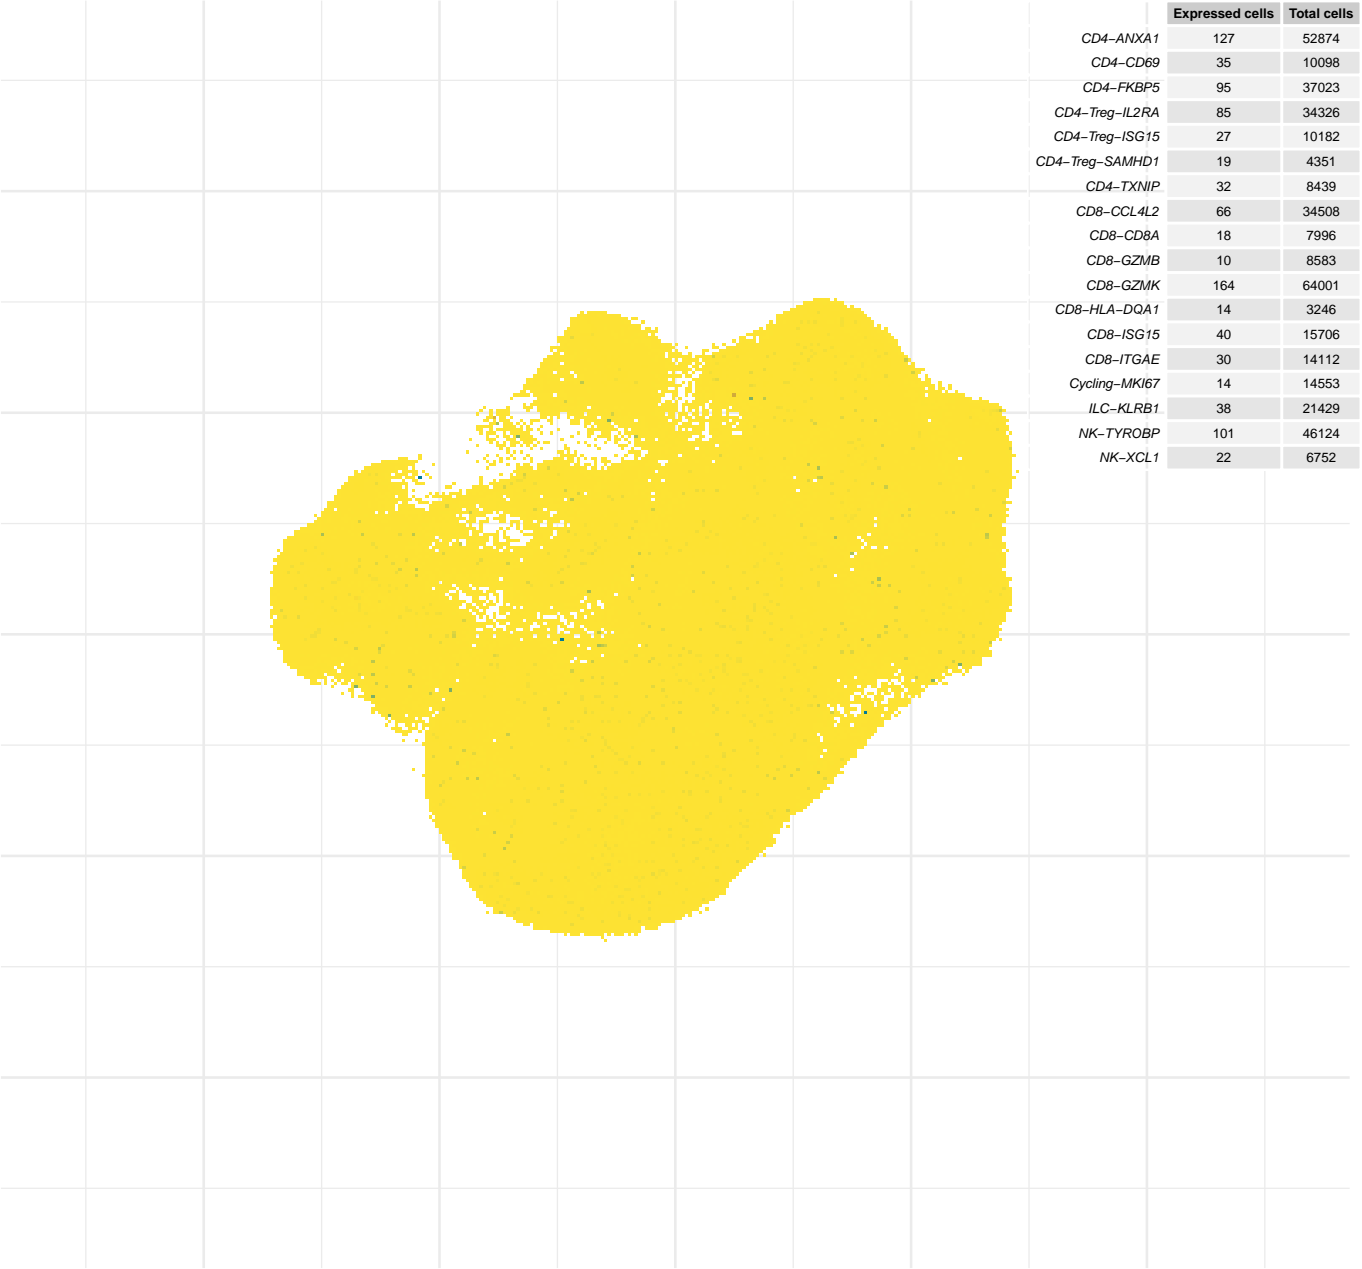 Expressed cells Total cells
CD4−ANXA1 127 52874
CD4−CD69 35 10098
CD4−FKBP5 95 37023
CD4−Treg−IL2RA 85 34326
CD4−Treg−ISG15 27 10182
CD4−Treg−SAMHD1 19 4351
CD4−TXNIP 32 8439
CD8−CCL4L2 66 34508
CD8−CD8A 18 7996
CD8−GZMB 10 8583
CD8−GZMK 164 64001
CD8−HLA−DQA1 14 3246
CD8−ISG15 40 15706
CD8−ITGAE 30 14112
Cycling−MKI67 14 14553
ILC−KLRB1 38 21429
NK−TYROBP 101 46124
NK−XCL1 22 6752